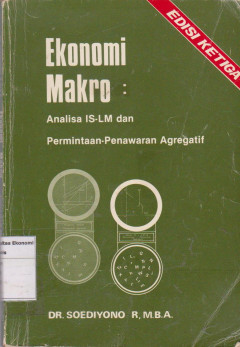 EDISI KETIGA
Ekonomi
Makro :
Analisa IS-LM dan
Permintaan-Penawaran Agregatif
DR. SOEDIYONO R, M.B.A.